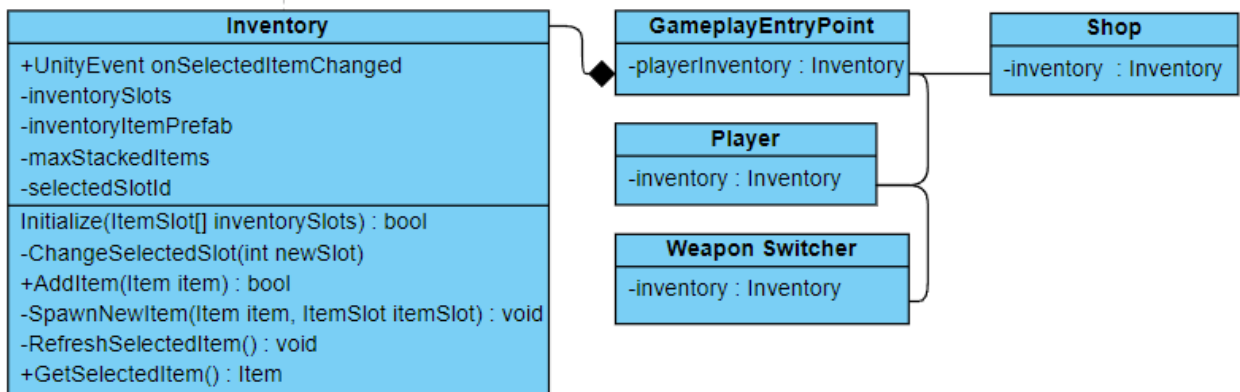 Inventory
+UnityEvent onSelectedItemChanged
-inventorySlots
-inventoryItemPrefab
-maxStackedItems
-selectedSlotId
Initialize(ItemSlot[] inventorySlots) : bool
-ChangeSelectedSlot(int newSlot)
+AddItem(Item item) : bool
-SpawnNewItem(Item item, ItemSlot itemSlot) : void
-RefreshSelectedItem() : void
+GetSelectedItem() : Item
GameplayEntryPoint
-playerInventory : Inventory
Player
-inventory : Inventory
Weapon Switcher
-inventory : Inventory
Shop
-inventory : Inventory